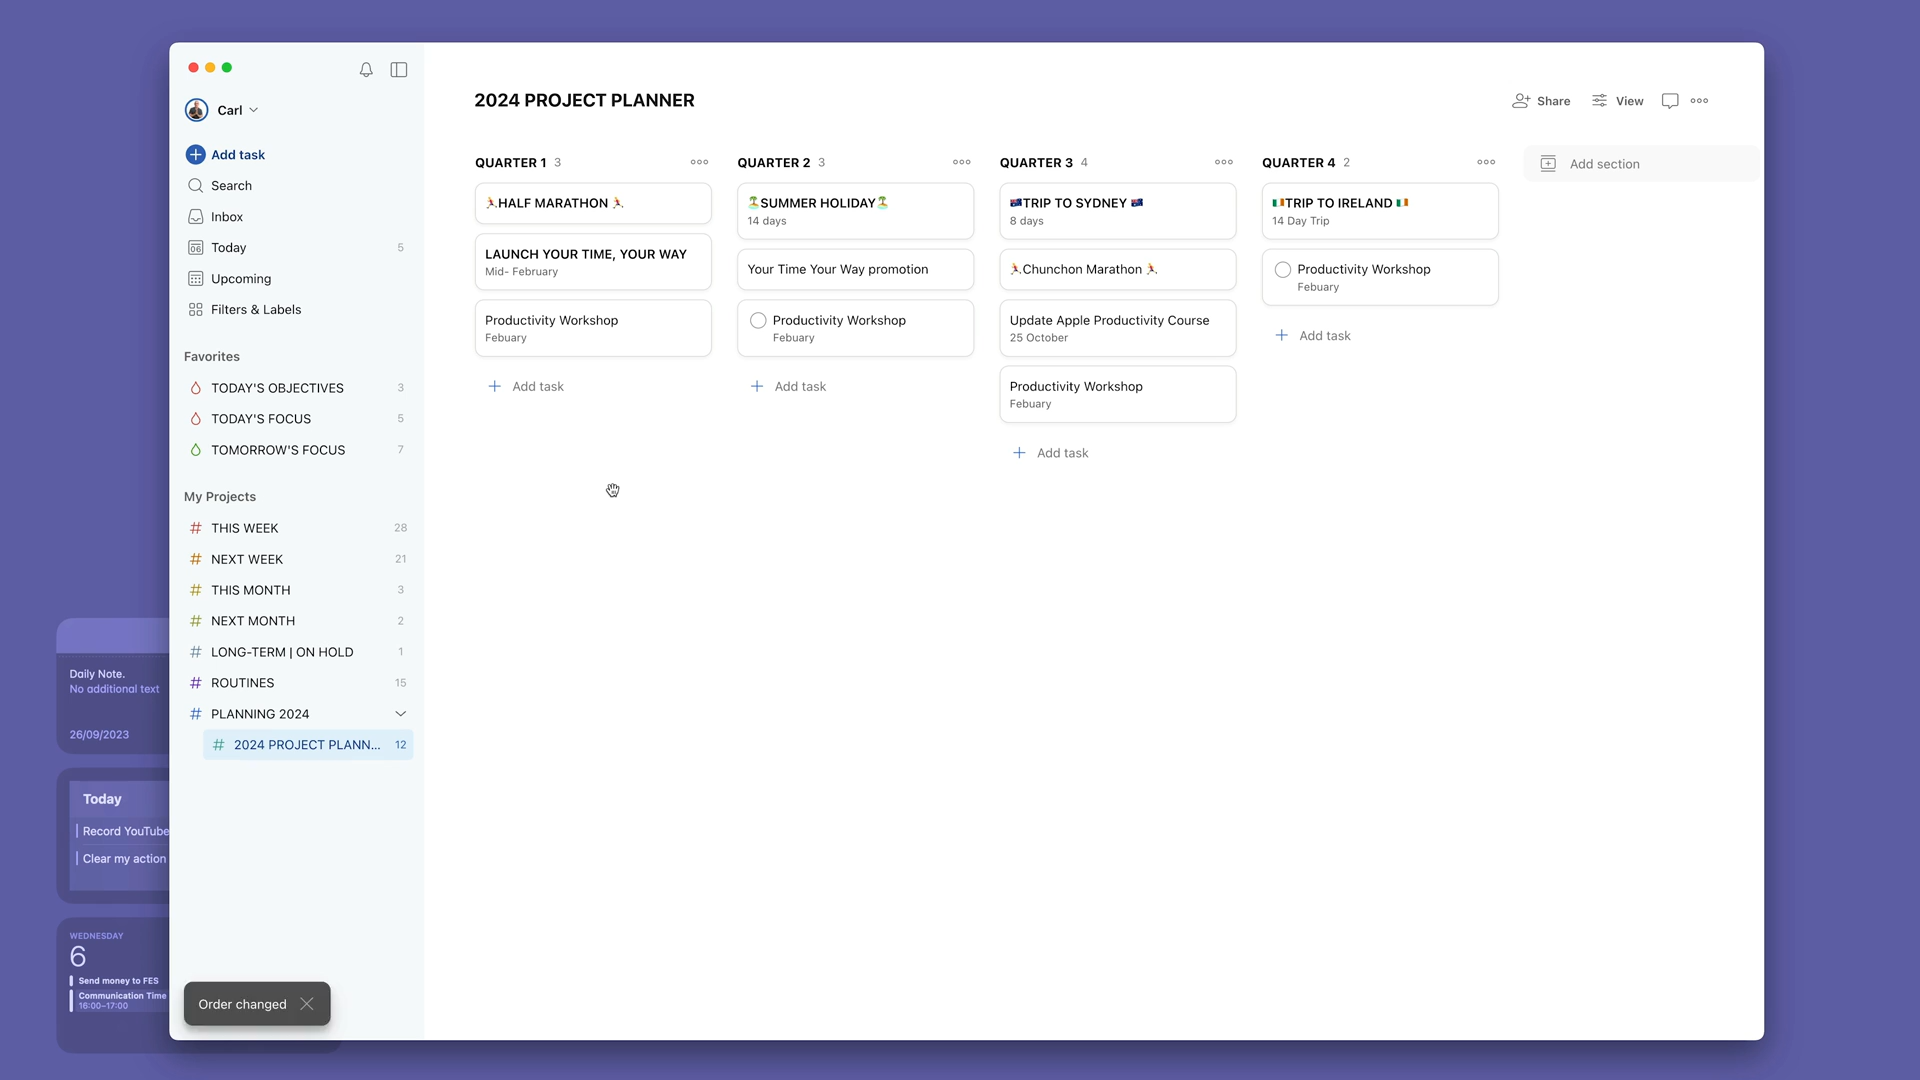 Carl
Add task
Search
Inbox
06
Today 5
Upcoming
Filters & Labels
Favorites
TODAY'S OBJECTIVES 3
TODAY'S FOCUS 5
TOMORROW'S FOCUS 7
My Projects
# THIS WEEK 28
# NEXT WEEK 21
# THIS MONTH 3
# NEXT MONTH 2
# LONG-TERM | ON HOLD 1
# ROUTINES 15
# PLANNING 2024
# 2024 PROJECT PLANN... 12
Order changed
2024 PROJECT PLANNER
Share
View
QUARTER 1 3
🏃HALF MARATHON 🏃
LAUNCH YOUR TIME, YOUR WAY
Mid- February
Productivity Workshop
Febuary
+ Add task
QUARTER 2 3
🏝️SUMMER HOLIDAY🏝️
14 days
Your Time Your Way promotion
Productivity Workshop
Febuary
+ Add task
QUARTER 3 4
🇦🇺TRIP TO SYDNEY 🇦🇺
8 days
🏃Chunchon Marathon 🏃
Update Apple Productivity Course
25 October
Productivity Workshop
Febuary
+ Add task
QUARTER 4 2
🇮🇪TRIP TO IRELAND 🇮🇪
14 Day Trip
Productivity Workshop
Febuary
+ Add task
Add section
Daily Note.
No additional text
26/09/2023
Today
Record YouTube
Clear my action
WEDNESDAY
6
Send money to FES
Communication Time
16:00–17:00